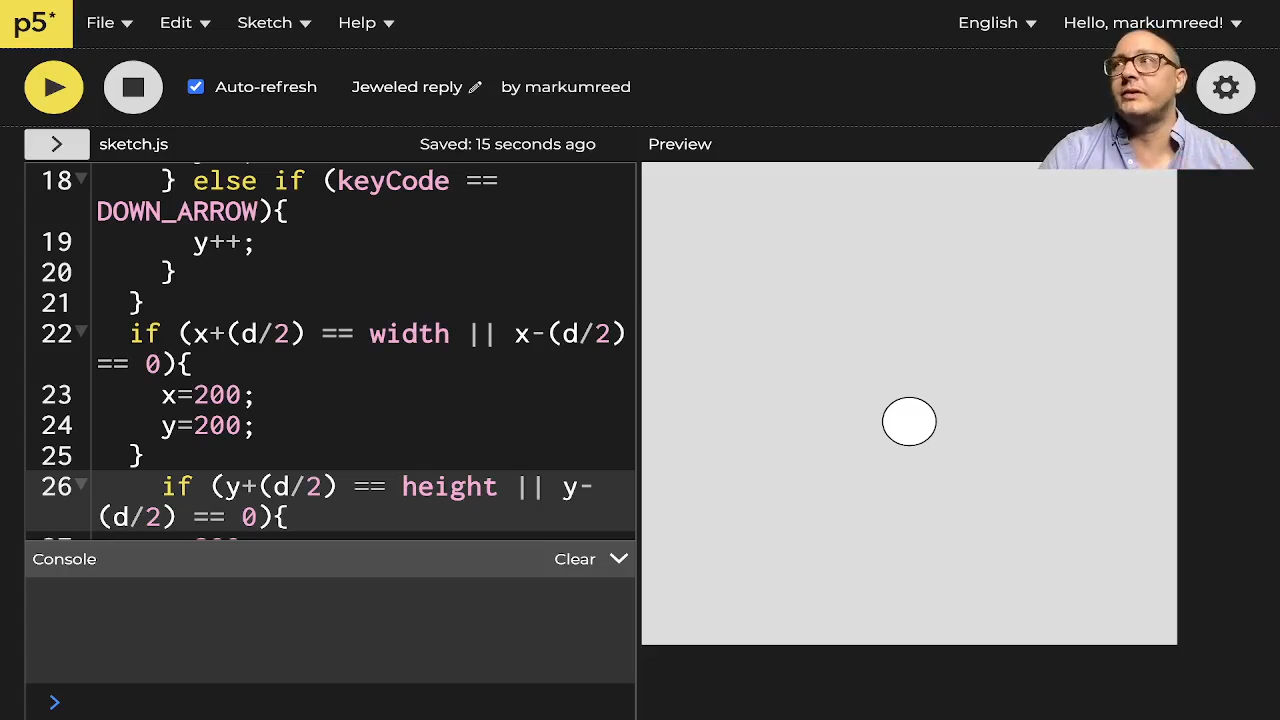 p5* File Edit Sketch Help English Hello, markumreed!
Auto-refresh Jeweled reply by markumreed
> sketch.js Saved: 15 seconds ago Preview
18 } else if (keyCode ==
DOWN_ARROW){
19 y++;
20 }
21 }
22 if (x+(d/2) == width || x-(d/2)
== 0){
23 x=200;
24 y=200;
25 }
26 if (y+(d/2) == height || y-
(d/2) == 0){
Console Clear
>